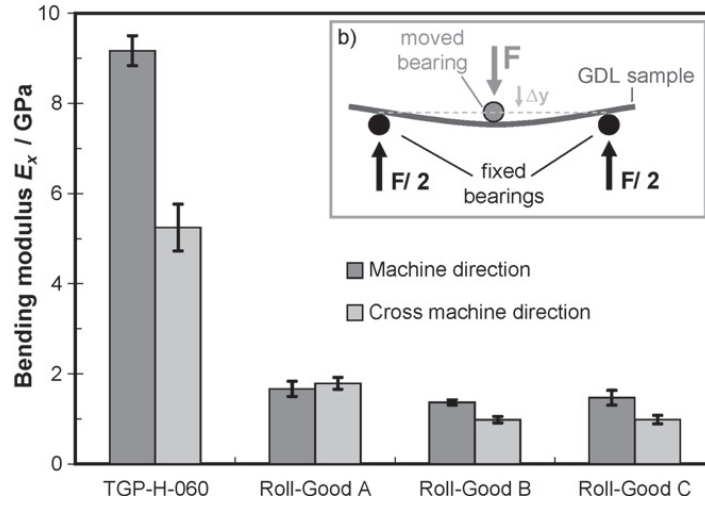 Bending modulus Ex / GPa
10
8
6
4
2
0
b)
moved
bearing
F
Δy
GDL sample
F/ 2
fixed
bearings
F/ 2
Machine direction
Cross machine direction
TGP-H-060
Roll-Good A
Roll-Good B
Roll-Good C